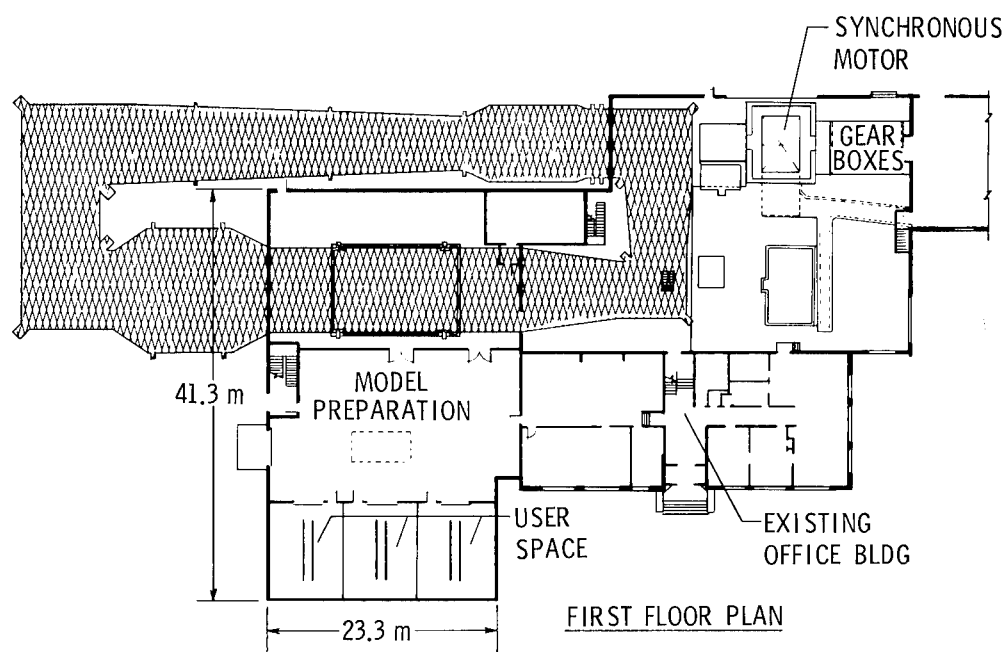 SYNCHRONOUS
MOTOR
GEAR
BOXES
41.3 m
MODEL
PREPARATION
USER
SPACE
EXISTING
OFFICE BLDG
FIRST FLOOR PLAN
23.3 m